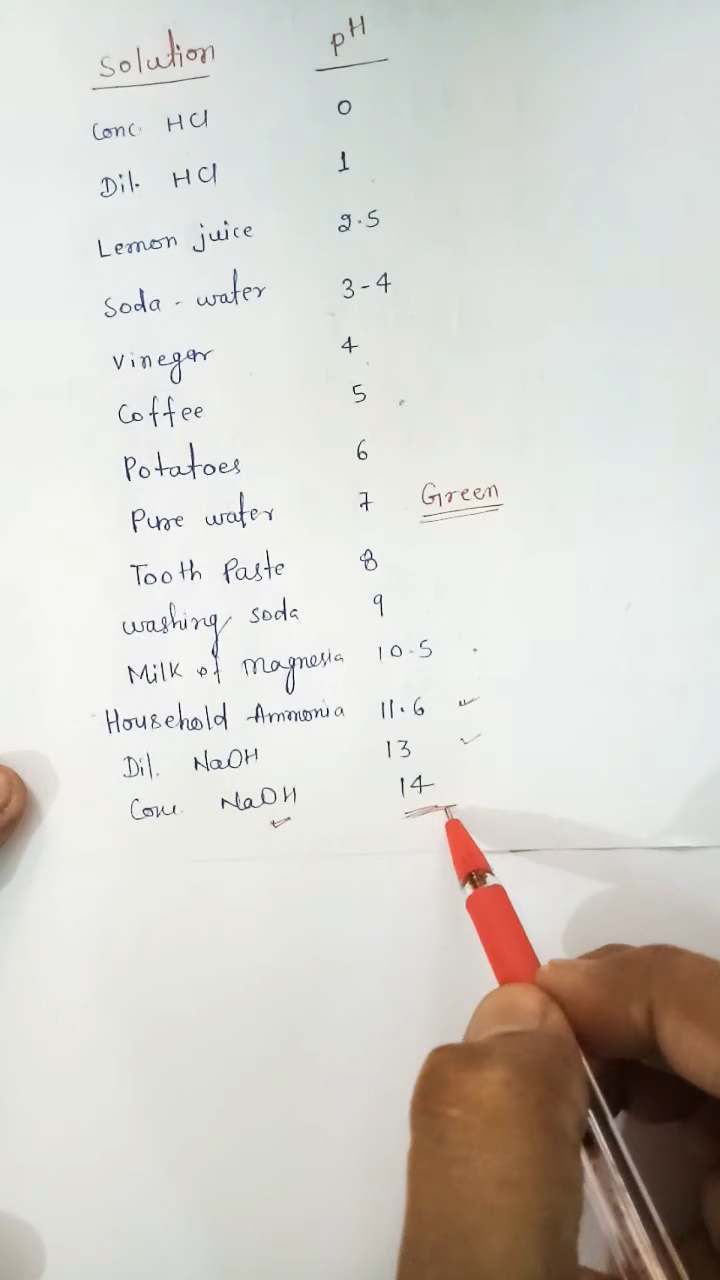 Solution pH
Conc. HCl 0
Dil. HCl 1
Lemon juice 2.5
Soda - water 3-4
Vinegar 4
Coffee 5
Potatoes 6
Pure water 7 Green
Tooth Paste 8
washing soda 9
Milk of magnesia 10.5
Household Ammonia 11.6
Dil. NaOH 13
Conc. NaOH 14